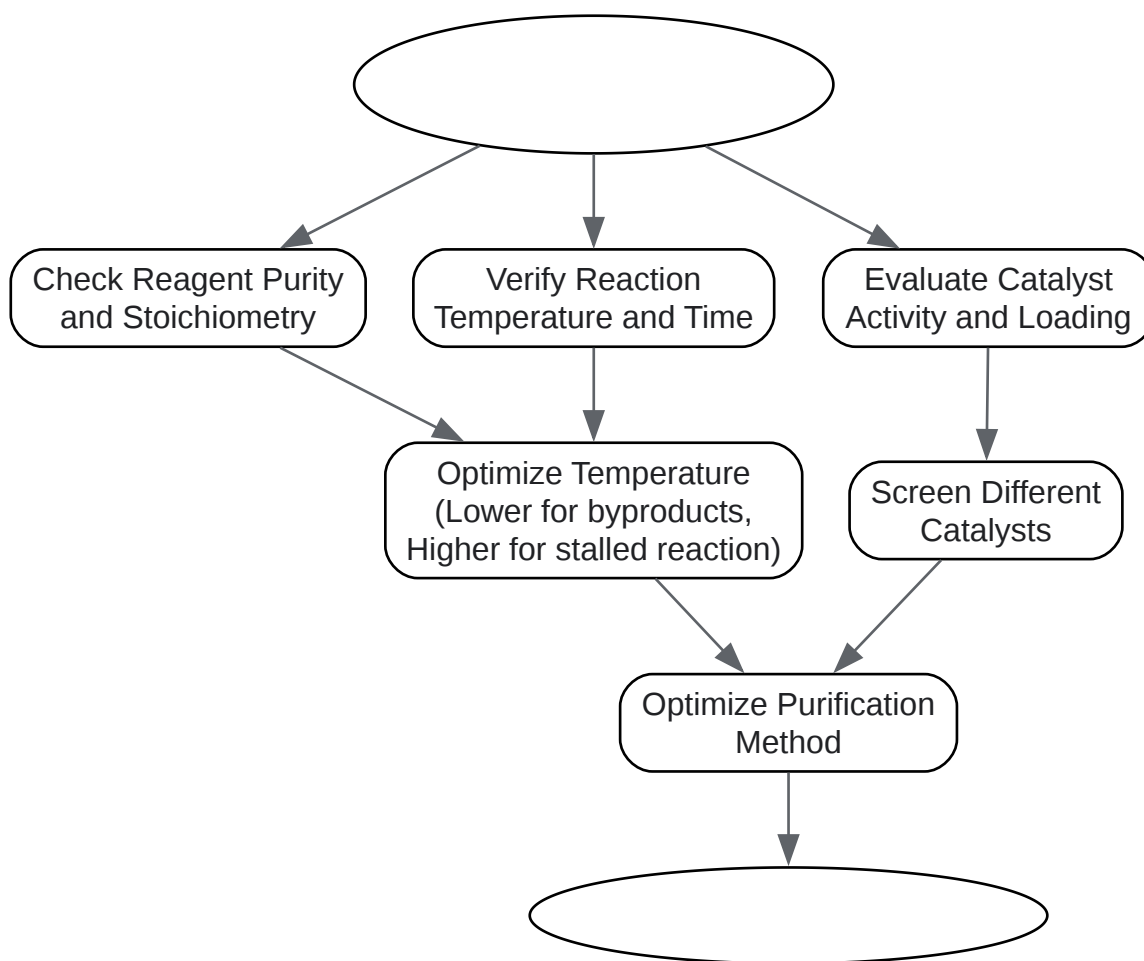 Check Reagent Purity
and Stoichiometry
Verify Reaction
Temperature and Time
Evaluate Catalyst
Activity and Loading
Optimize Temperature
(Lower for byproducts,
Higher for stalled reaction)
Screen Different
Catalysts
Optimize Purification
Method